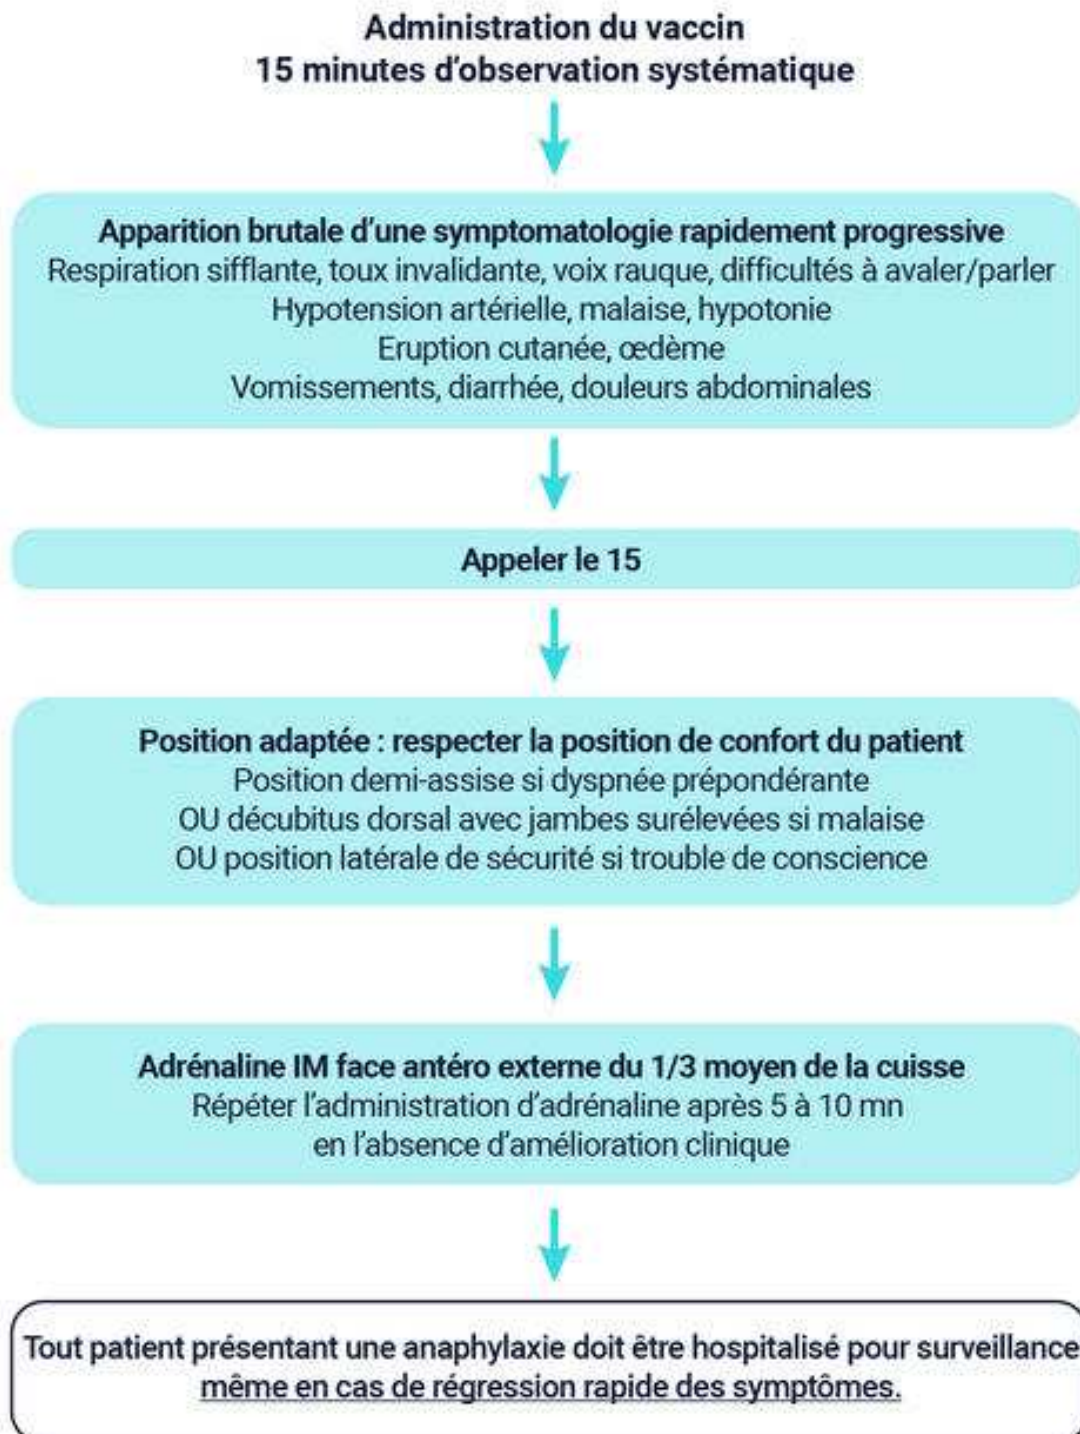 Administration du vaccin
15 minutes d'observation systématique
Apparition brutale d'une symptomatologie rapidement progressive
Respiration sifflante, toux invalidante, voix rauque, difficultés à avaler/parler
Hypotension artérielle, malaise, hypotonie
Eruption cutanée, œdème
Vomissements, diarrhée, douleurs abdominales
Appeler le 15
Position adaptée : respecter la position de confort du patient
Position demi-assise si dyspnée prépondérante
OU décubitus dorsal avec jambes surélevées si malaise
OU position latérale de sécurité si trouble de conscience
Adrénaline IM face antéro externe du 1/3 moyen de la cuisse
Répéter l'administration d'adrénaline après 5 à 10 mn
en l'absence d'amélioration clinique
Tout patient présentant une anaphylaxie doit être hospitalisé pour surveillance
même en cas de régression rapide des symptômes.